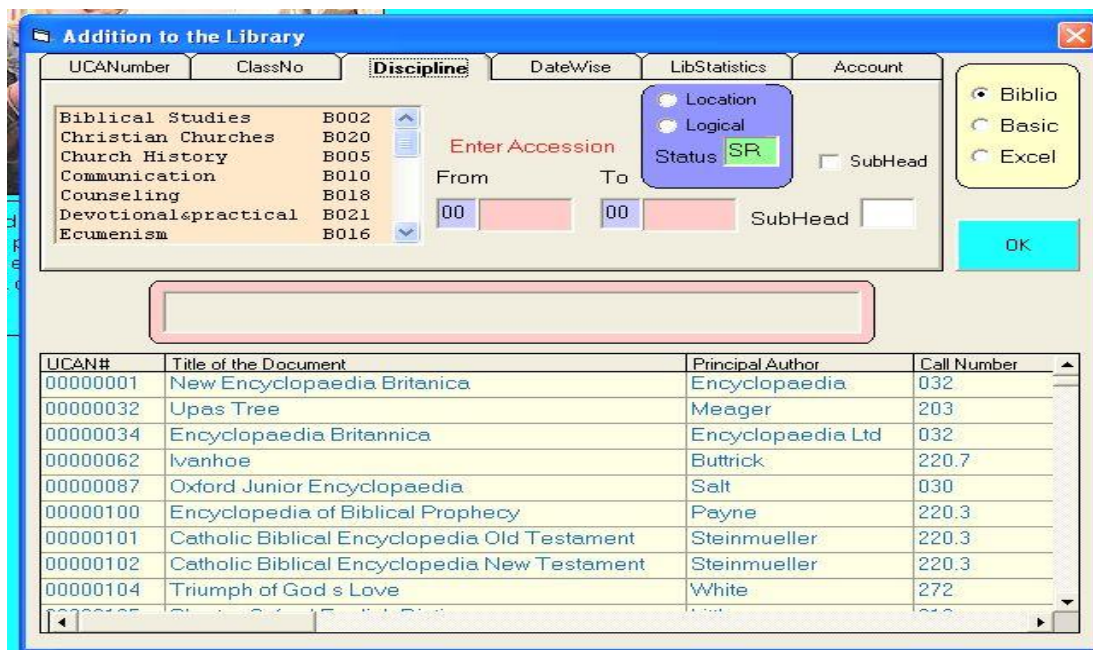 Addition to the Library
UCANumber ClassNo Discipline DateWise LibStatistics Account
Biblical Studies B002
Christian Churches B020
Church History B005
Communication B010
Counseling B018
Devotional&practical B021
Ecumenism B016
Enter Accession
From To
00 00
Location
Logical
Status SR
SubHead
SubHead
Biblio
Basic
Excel
OK
UCAN# Title of the Document Principal Author Call Number
00000001 New Encyclopaedia Britanica Encyclopaedia 032
00000032 Upas Tree Meager 203
00000034 Encyclopaedia Britannica Encyclopaedia Ltd 032
00000062 Ivanhoe Buttrick 220.7
00000087 Oxford Junior Encyclopaedia Salt 030
00000100 Encyclopedia of Biblical Prophecy Payne 220.3
00000101 Catholic Biblical Encyclopedia Old Testament Steinmueller 220.3
00000102 Catholic Biblical Encyclopedia New Testament Steinmueller 220.3
00000104 Triumph of God s Love White 272